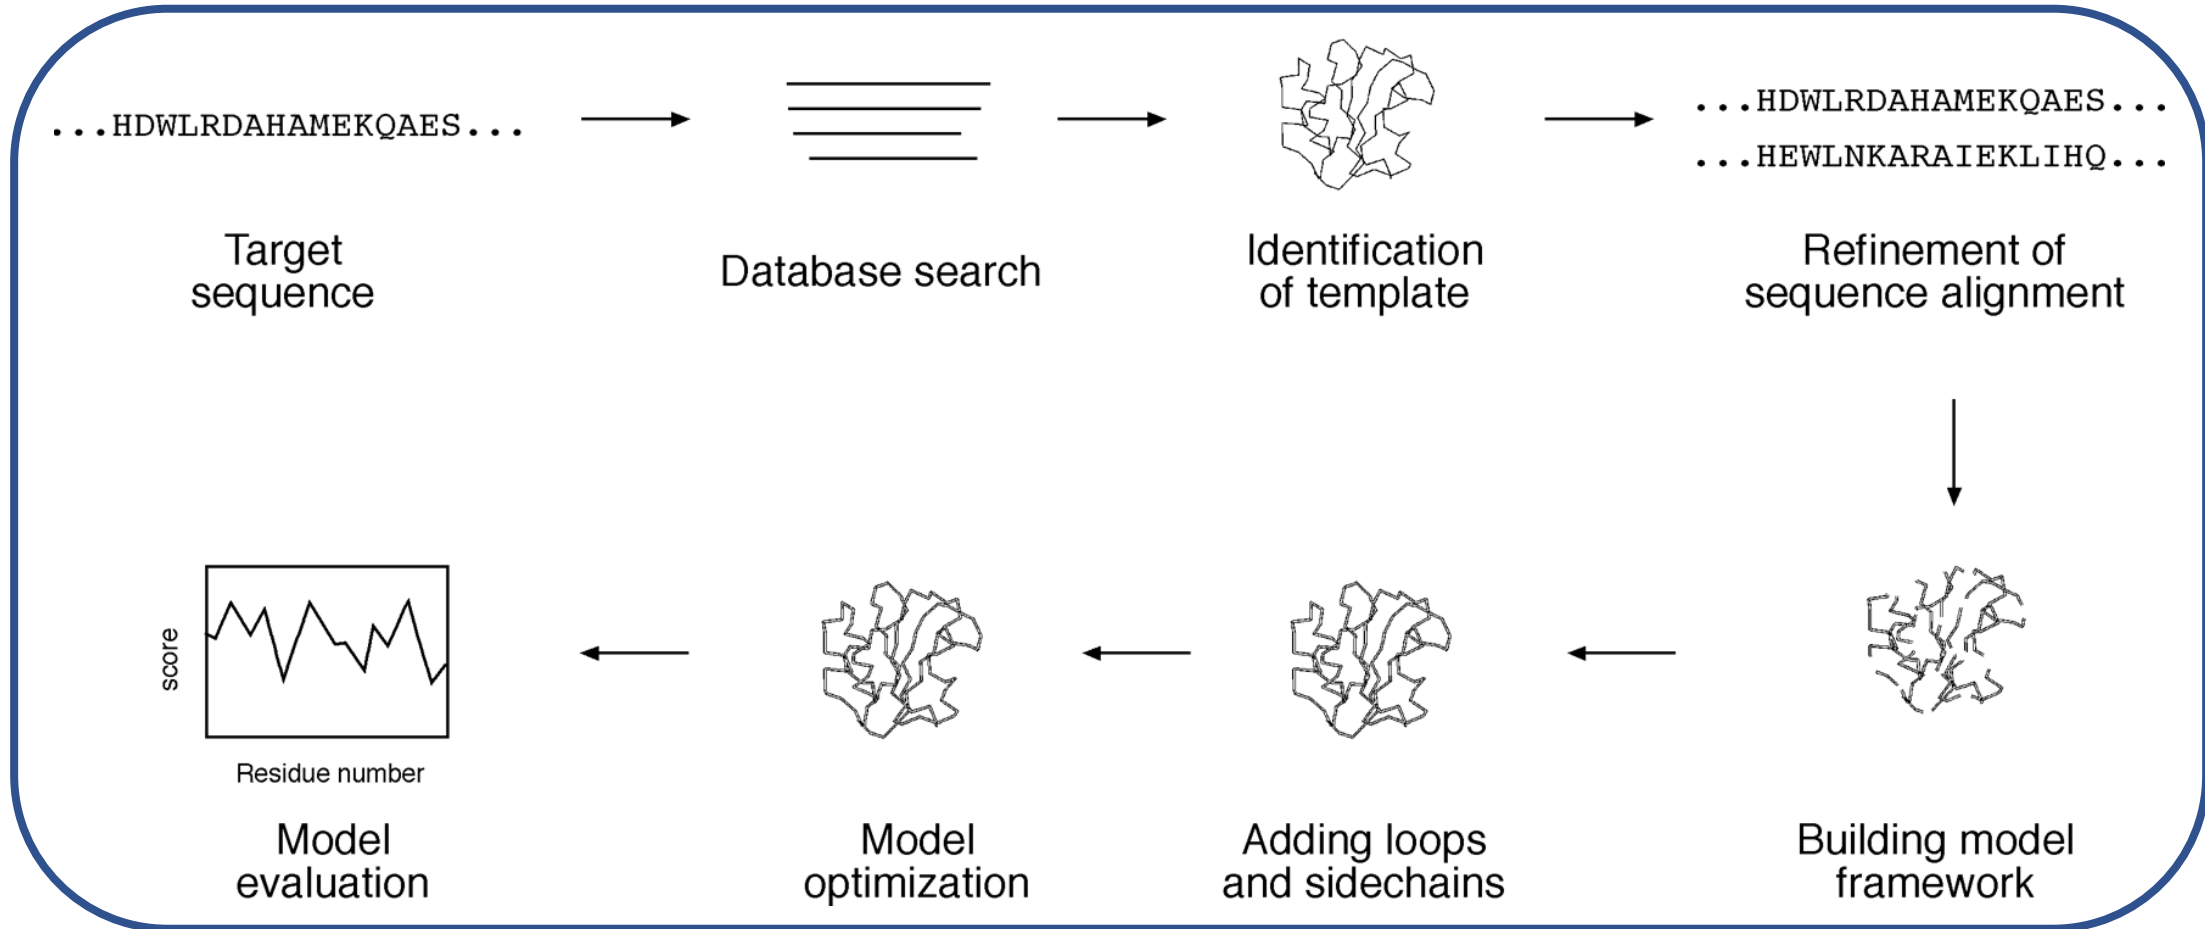 ...HDWLRDAHAMEKQAES...
Target
sequence
Database search
Identification
of template
...HDWLRDAHAMEKQAES...
...HEWLNKARAIEKLIHQ...
Refinement of
sequence alignment
Building model
framework
Adding loops
and sidechains
Model
optimization
score
Residue number
Model
evaluation